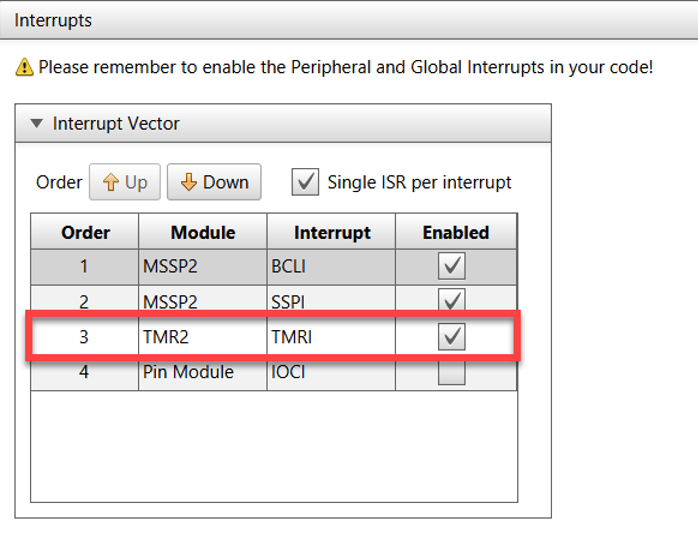 Interrupts
Please remember to enable the Peripheral and Global Interrupts in your code!
Interrupt Vector
Order Up Down Single ISR per interrupt
Order Module Interrupt Enabled
1 MSSP2 BCLI
2 MSSP2 SSPI
3 TMR2 TMRI
4 Pin Module IOCI